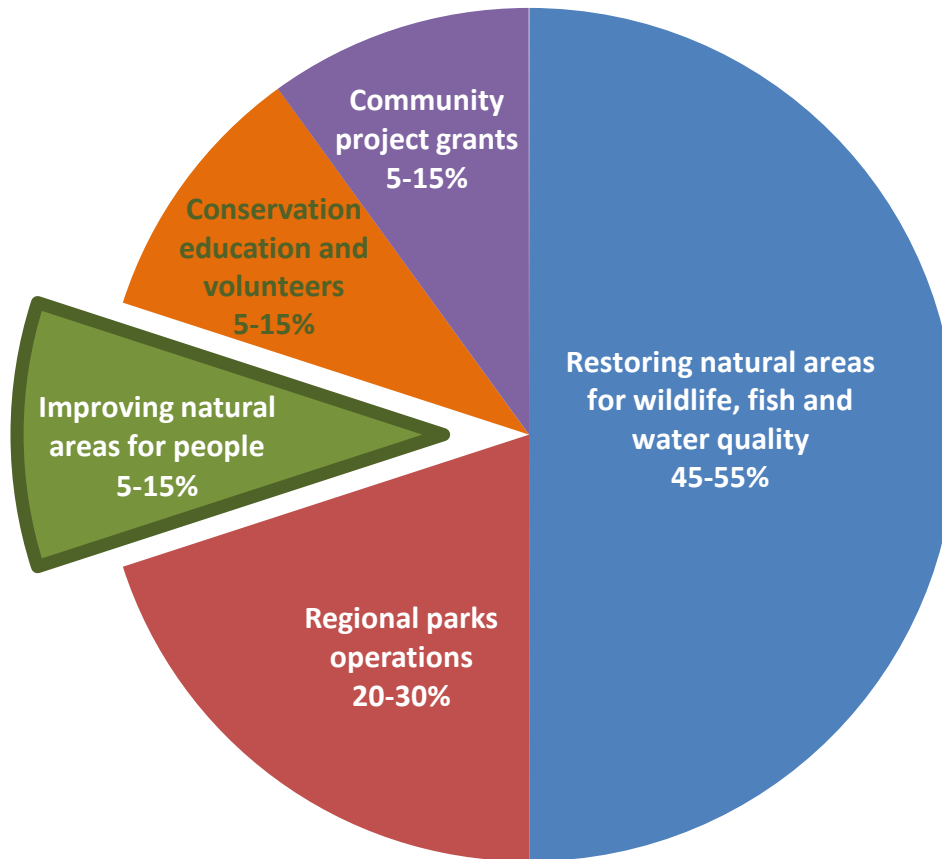 Community
project grants
5-15%
Conservation
education and
volunteers
5-15%
Restoring natural areas
for wildlife, fish and
water quality
45-55%
Improving natural
areas for people
5-15%
Regional parks
operations
20-30%